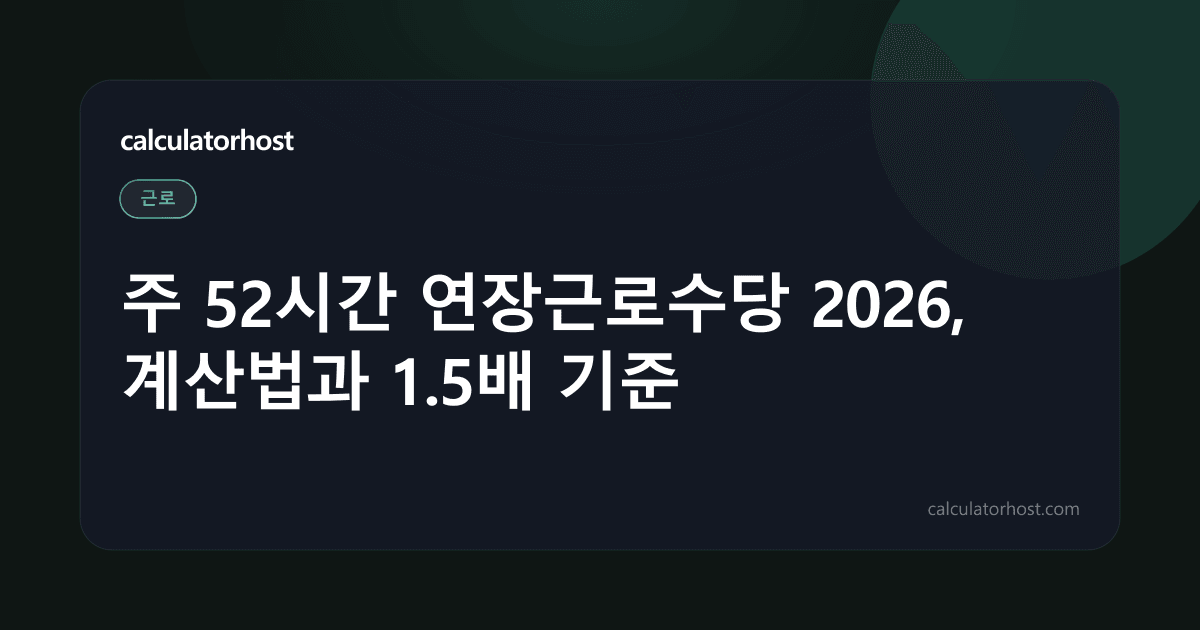 calculatorhost
근로
주 52시간 연장근로수당 2026,
계산법과 1.5배 기준
calculatorhost.com